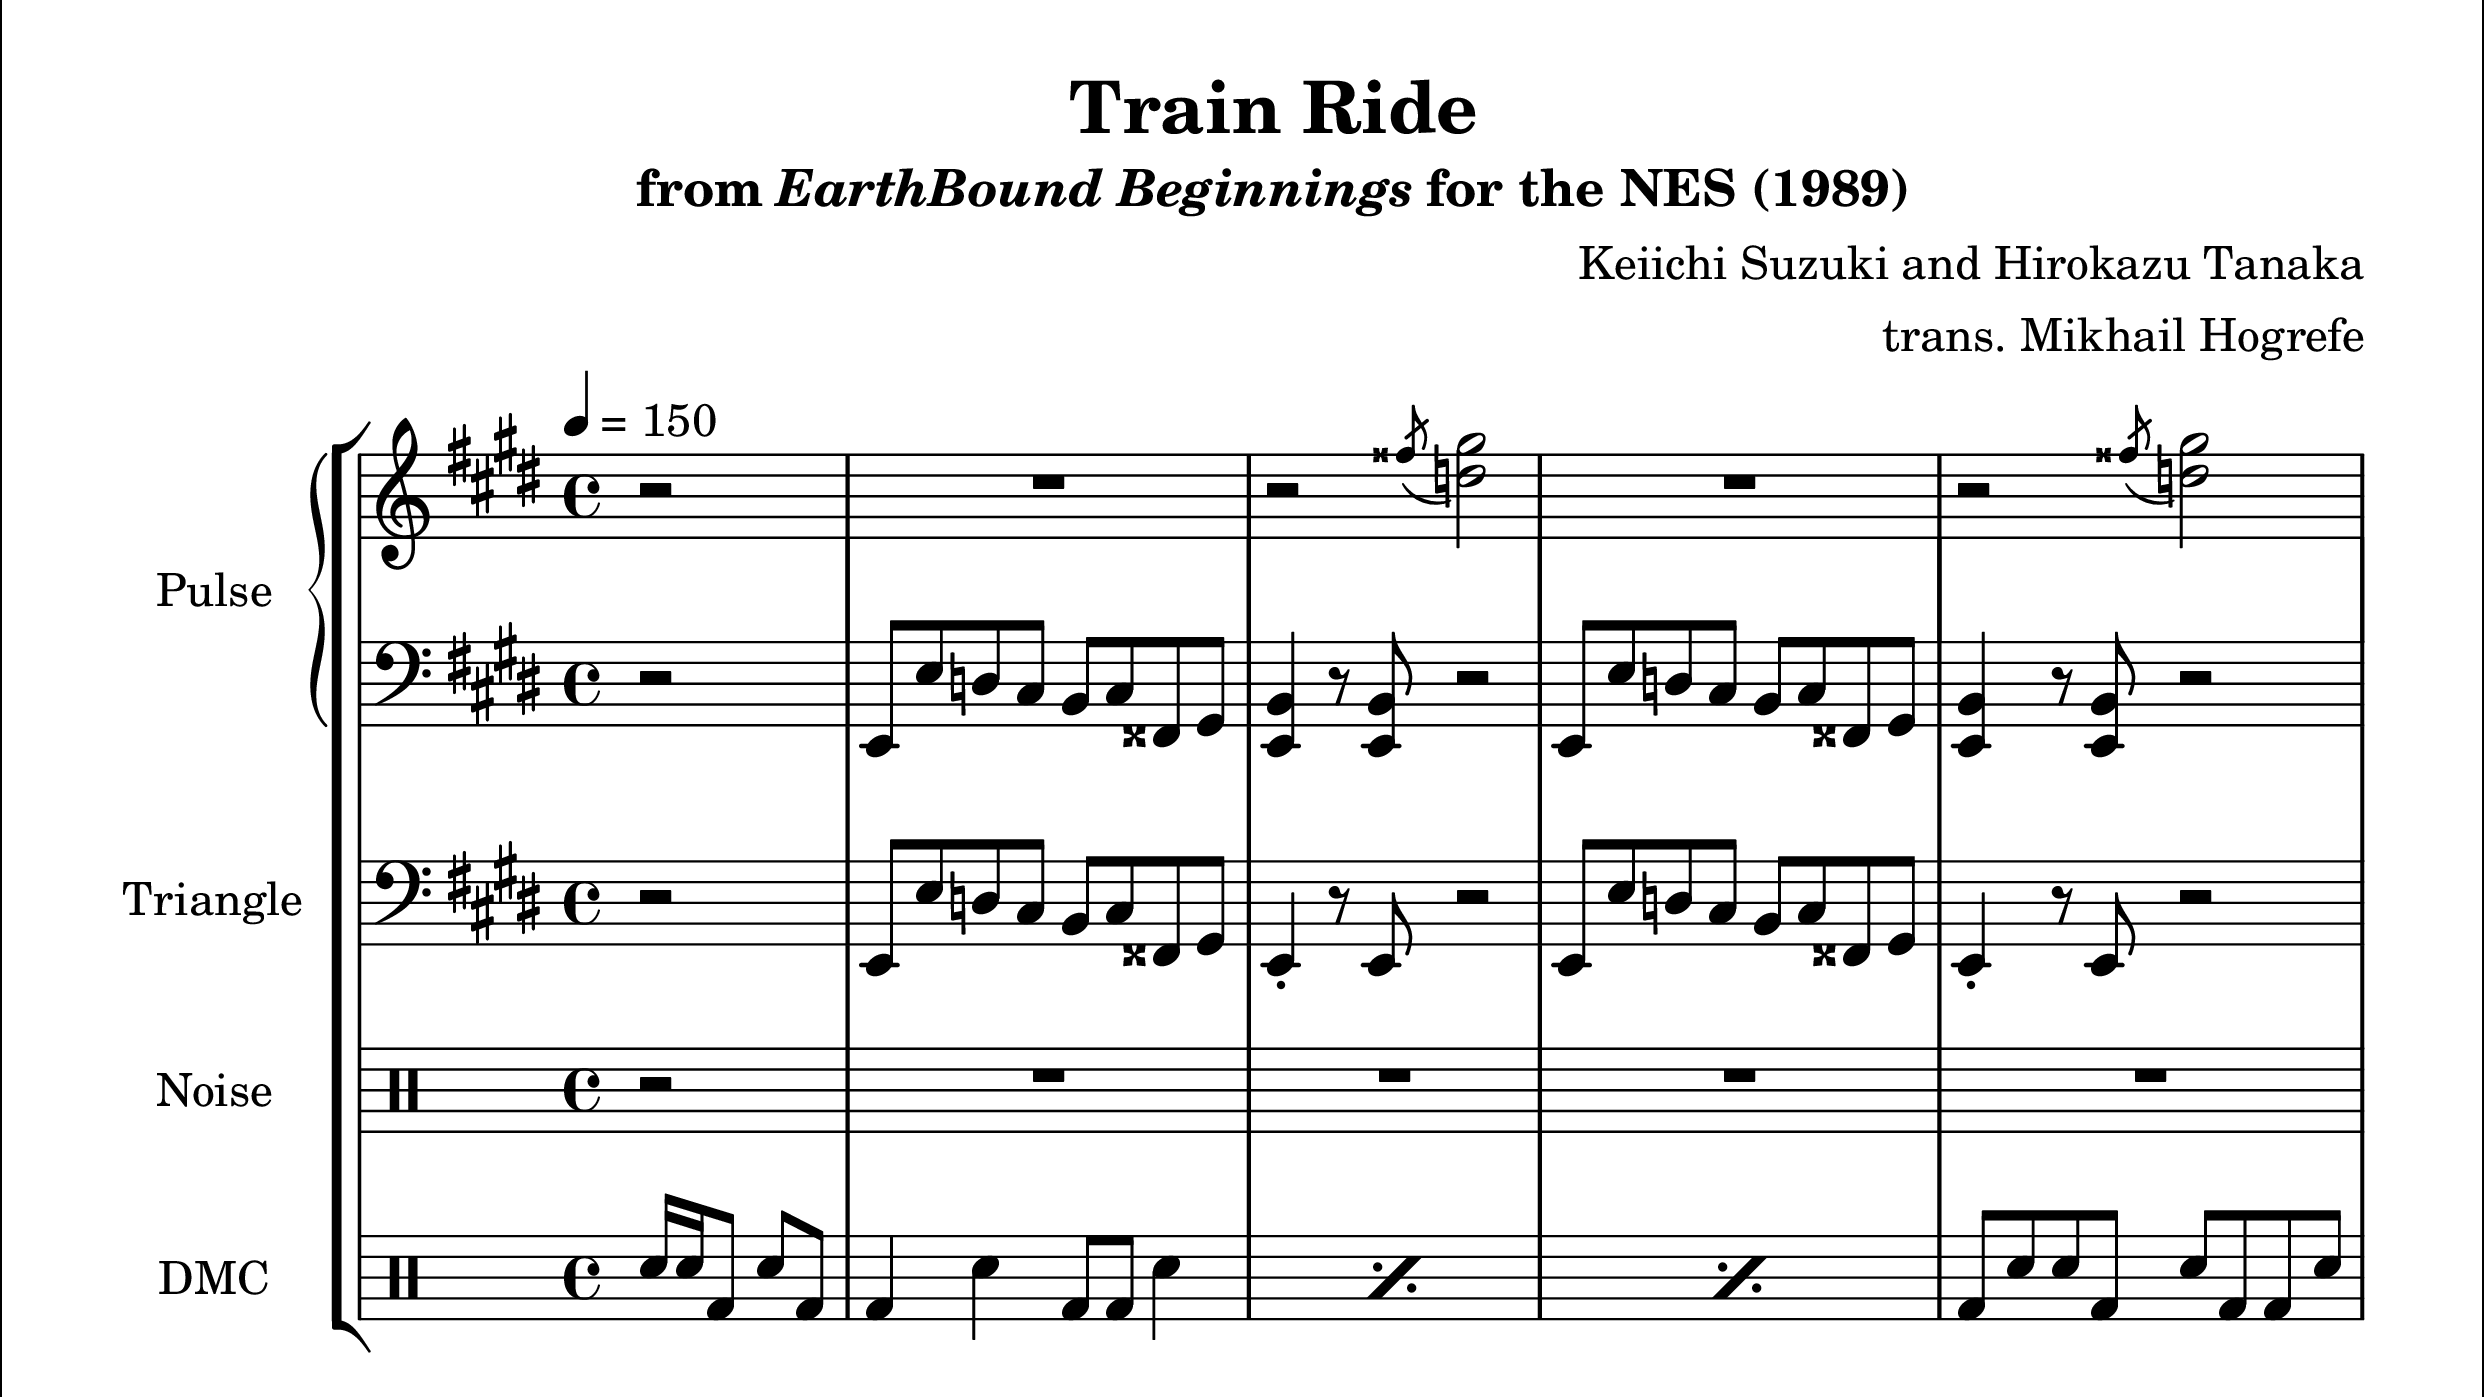 Train Ride
from EarthBound Beginnings for the NES (1989)
Keiichi Suzuki and Hirokazu Tanaka
trans. Mikhail Hogrefe
= 150
Pulse
Triangle
Noise
DMC